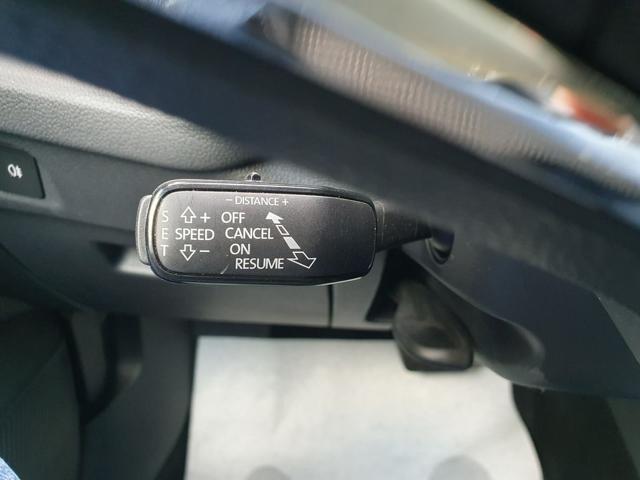 − DISTANCE +
S + OFF
E SPEED CANCEL
T − ON
RESUME